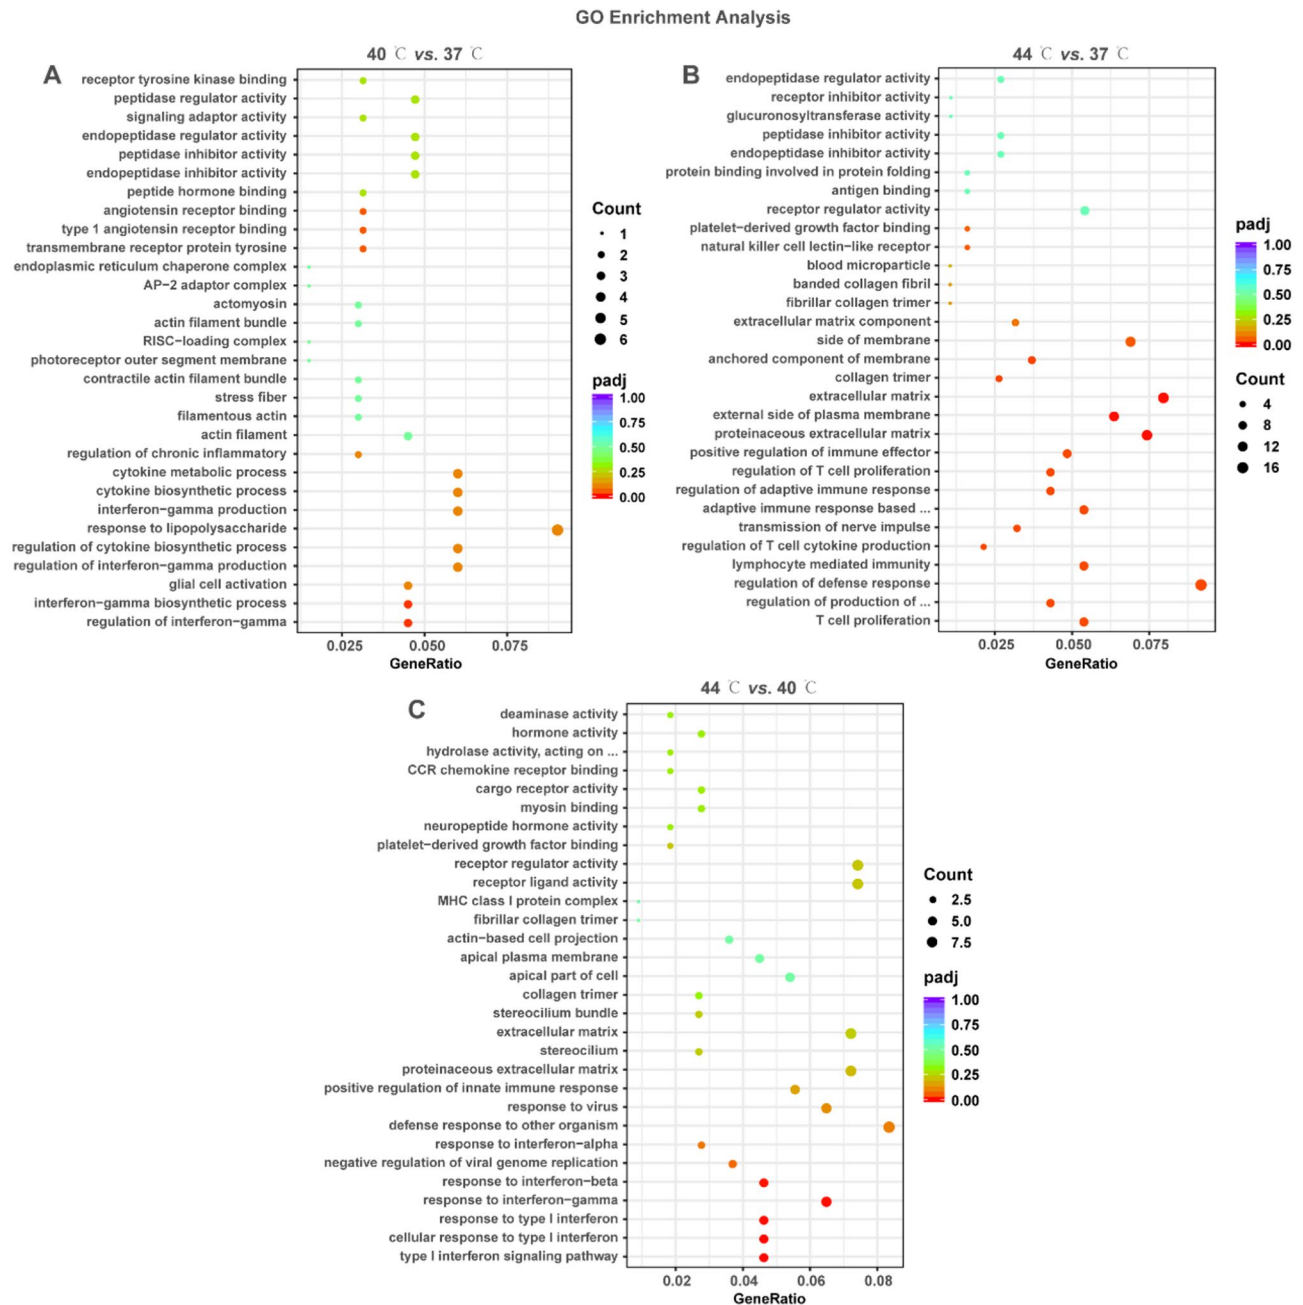 GO Enrichment Analysis
40 ℃ vs. 37 ℃
A
receptor tyrosine kinase binding
peptidase regulator activity
signaling adaptor activity
endopeptidase regulator activity
peptidase inhibitor activity
endopeptidase inhibitor activity
peptide hormone binding
angiotensin receptor binding
type 1 angiotensin receptor binding
transmembrane receptor protein tyrosine
endoplasmic reticulum chaperone complex
AP−2 adaptor complex
actomyosin
actin filament bundle
RISC−loading complex
photoreceptor outer segment membrane
contractile actin filament bundle
stress fiber
filamentous actin
actin filament
regulation of chronic inflammatory
cytokine metabolic process
cytokine biosynthetic process
interferon−gamma production
response to lipopolysaccharide
regulation of cytokine biosynthetic process
regulation of interferon−gamma production
glial cell activation
interferon−gamma biosynthetic process
regulation of interferon−gamma
0.025 0.050 0.075
GeneRatio
Count
1
2
3
4
5
6
padj
1.00
0.75
0.50
0.25
0.00
44 ℃ vs. 37 ℃
B
endopeptidase regulator activity
receptor inhibitor activity
glucuronosyltransferase activity
peptidase inhibitor activity
endopeptidase inhibitor activity
protein binding involved in protein folding
antigen binding
receptor regulator activity
platelet−derived growth factor binding
natural killer cell lectin−like receptor
blood microparticle
banded collagen fibril
fibrillar collagen trimer
extracellular matrix component
side of membrane
anchored component of membrane
collagen trimer
extracellular matrix
external side of plasma membrane
proteinaceous extracellular matrix
positive regulation of immune effector
regulation of T cell proliferation
regulation of adaptive immune response
adaptive immune response based ...
transmission of nerve impulse
regulation of T cell cytokine production
lymphocyte mediated immunity
regulation of defense response
regulation of production of ...
T cell proliferation
0.025 0.050 0.075
GeneRatio
padj
1.00
0.75
0.50
0.25
0.00
Count
4
8
12
16
44 ℃ vs. 40 ℃
C
deaminase activity
hormone activity
hydrolase activity, acting on ...
CCR chemokine receptor binding
cargo receptor activity
myosin binding
neuropeptide hormone activity
platelet−derived growth factor binding
receptor regulator activity
receptor ligand activity
MHC class I protein complex
fibrillar collagen trimer
actin−based cell projection
apical plasma membrane
apical part of cell
collagen trimer
stereocilium bundle
extracellular matrix
stereocilium
proteinaceous extracellular matrix
positive regulation of innate immune response
response to virus
defense response to other organism
response to interferon−alpha
negative regulation of viral genome replication
response to interferon−beta
response to interferon−gamma
response to type I interferon
cellular response to type I interferon
type I interferon signaling pathway
0.02 0.04 0.06 0.08
GeneRatio
Count
2.5
5.0
7.5
padj
1.00
0.75
0.50
0.25
0.00